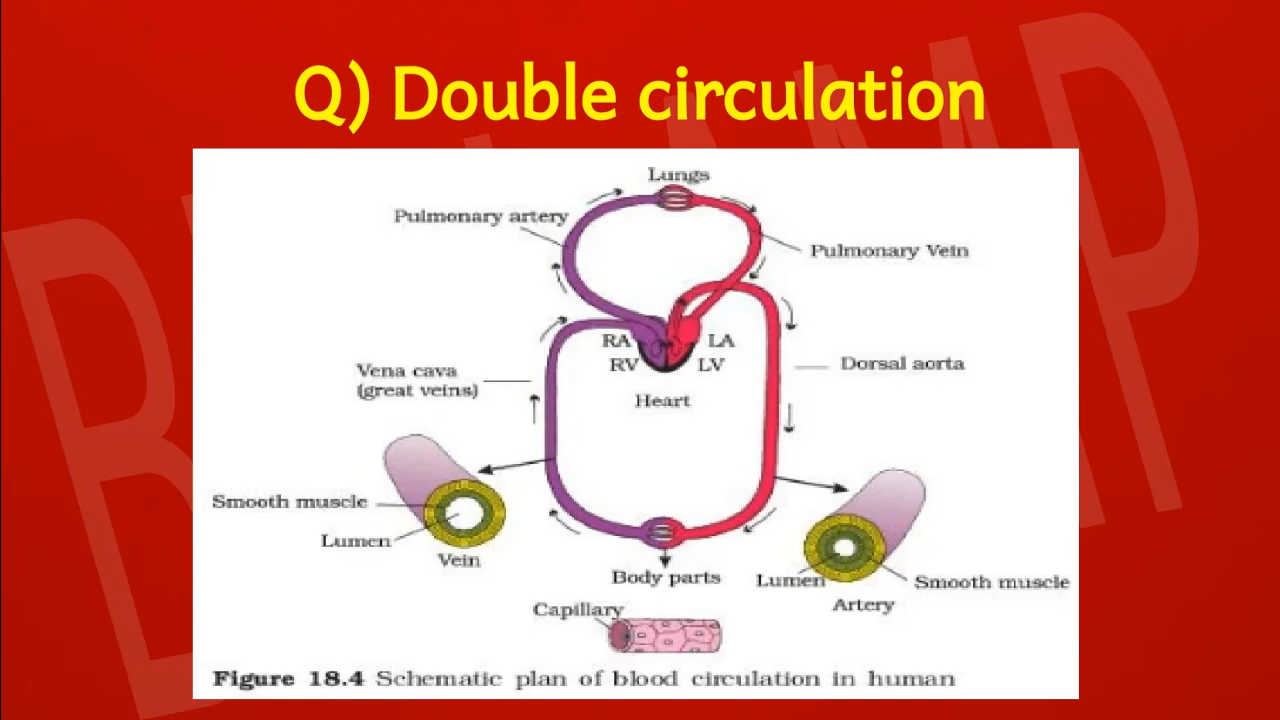 Q) Double circulation
Lungs
Pulmonary artery
Pulmonary Vein
RA
LA
RV
LV
Vena cava
(great veins)
Dorsal aorta
Heart
Smooth muscle
Lumen
Vein
Body parts
Lumen
Smooth muscle
Artery
Capillary
Figure 18.4 Schematic plan of blood circulation in human